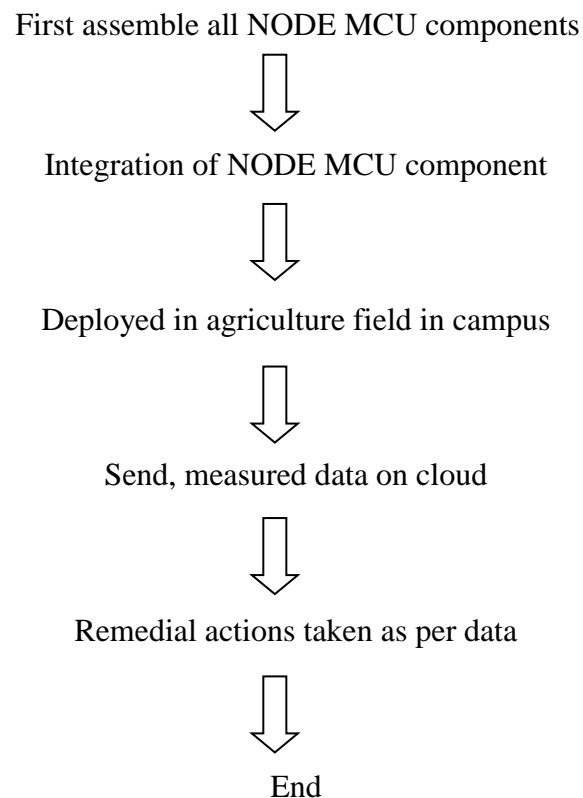 First assemble all NODE MCU components
Integration of NODE MCU component
Deployed in agriculture field in campus
Send, measured data on cloud
Remedial actions taken as per data
End